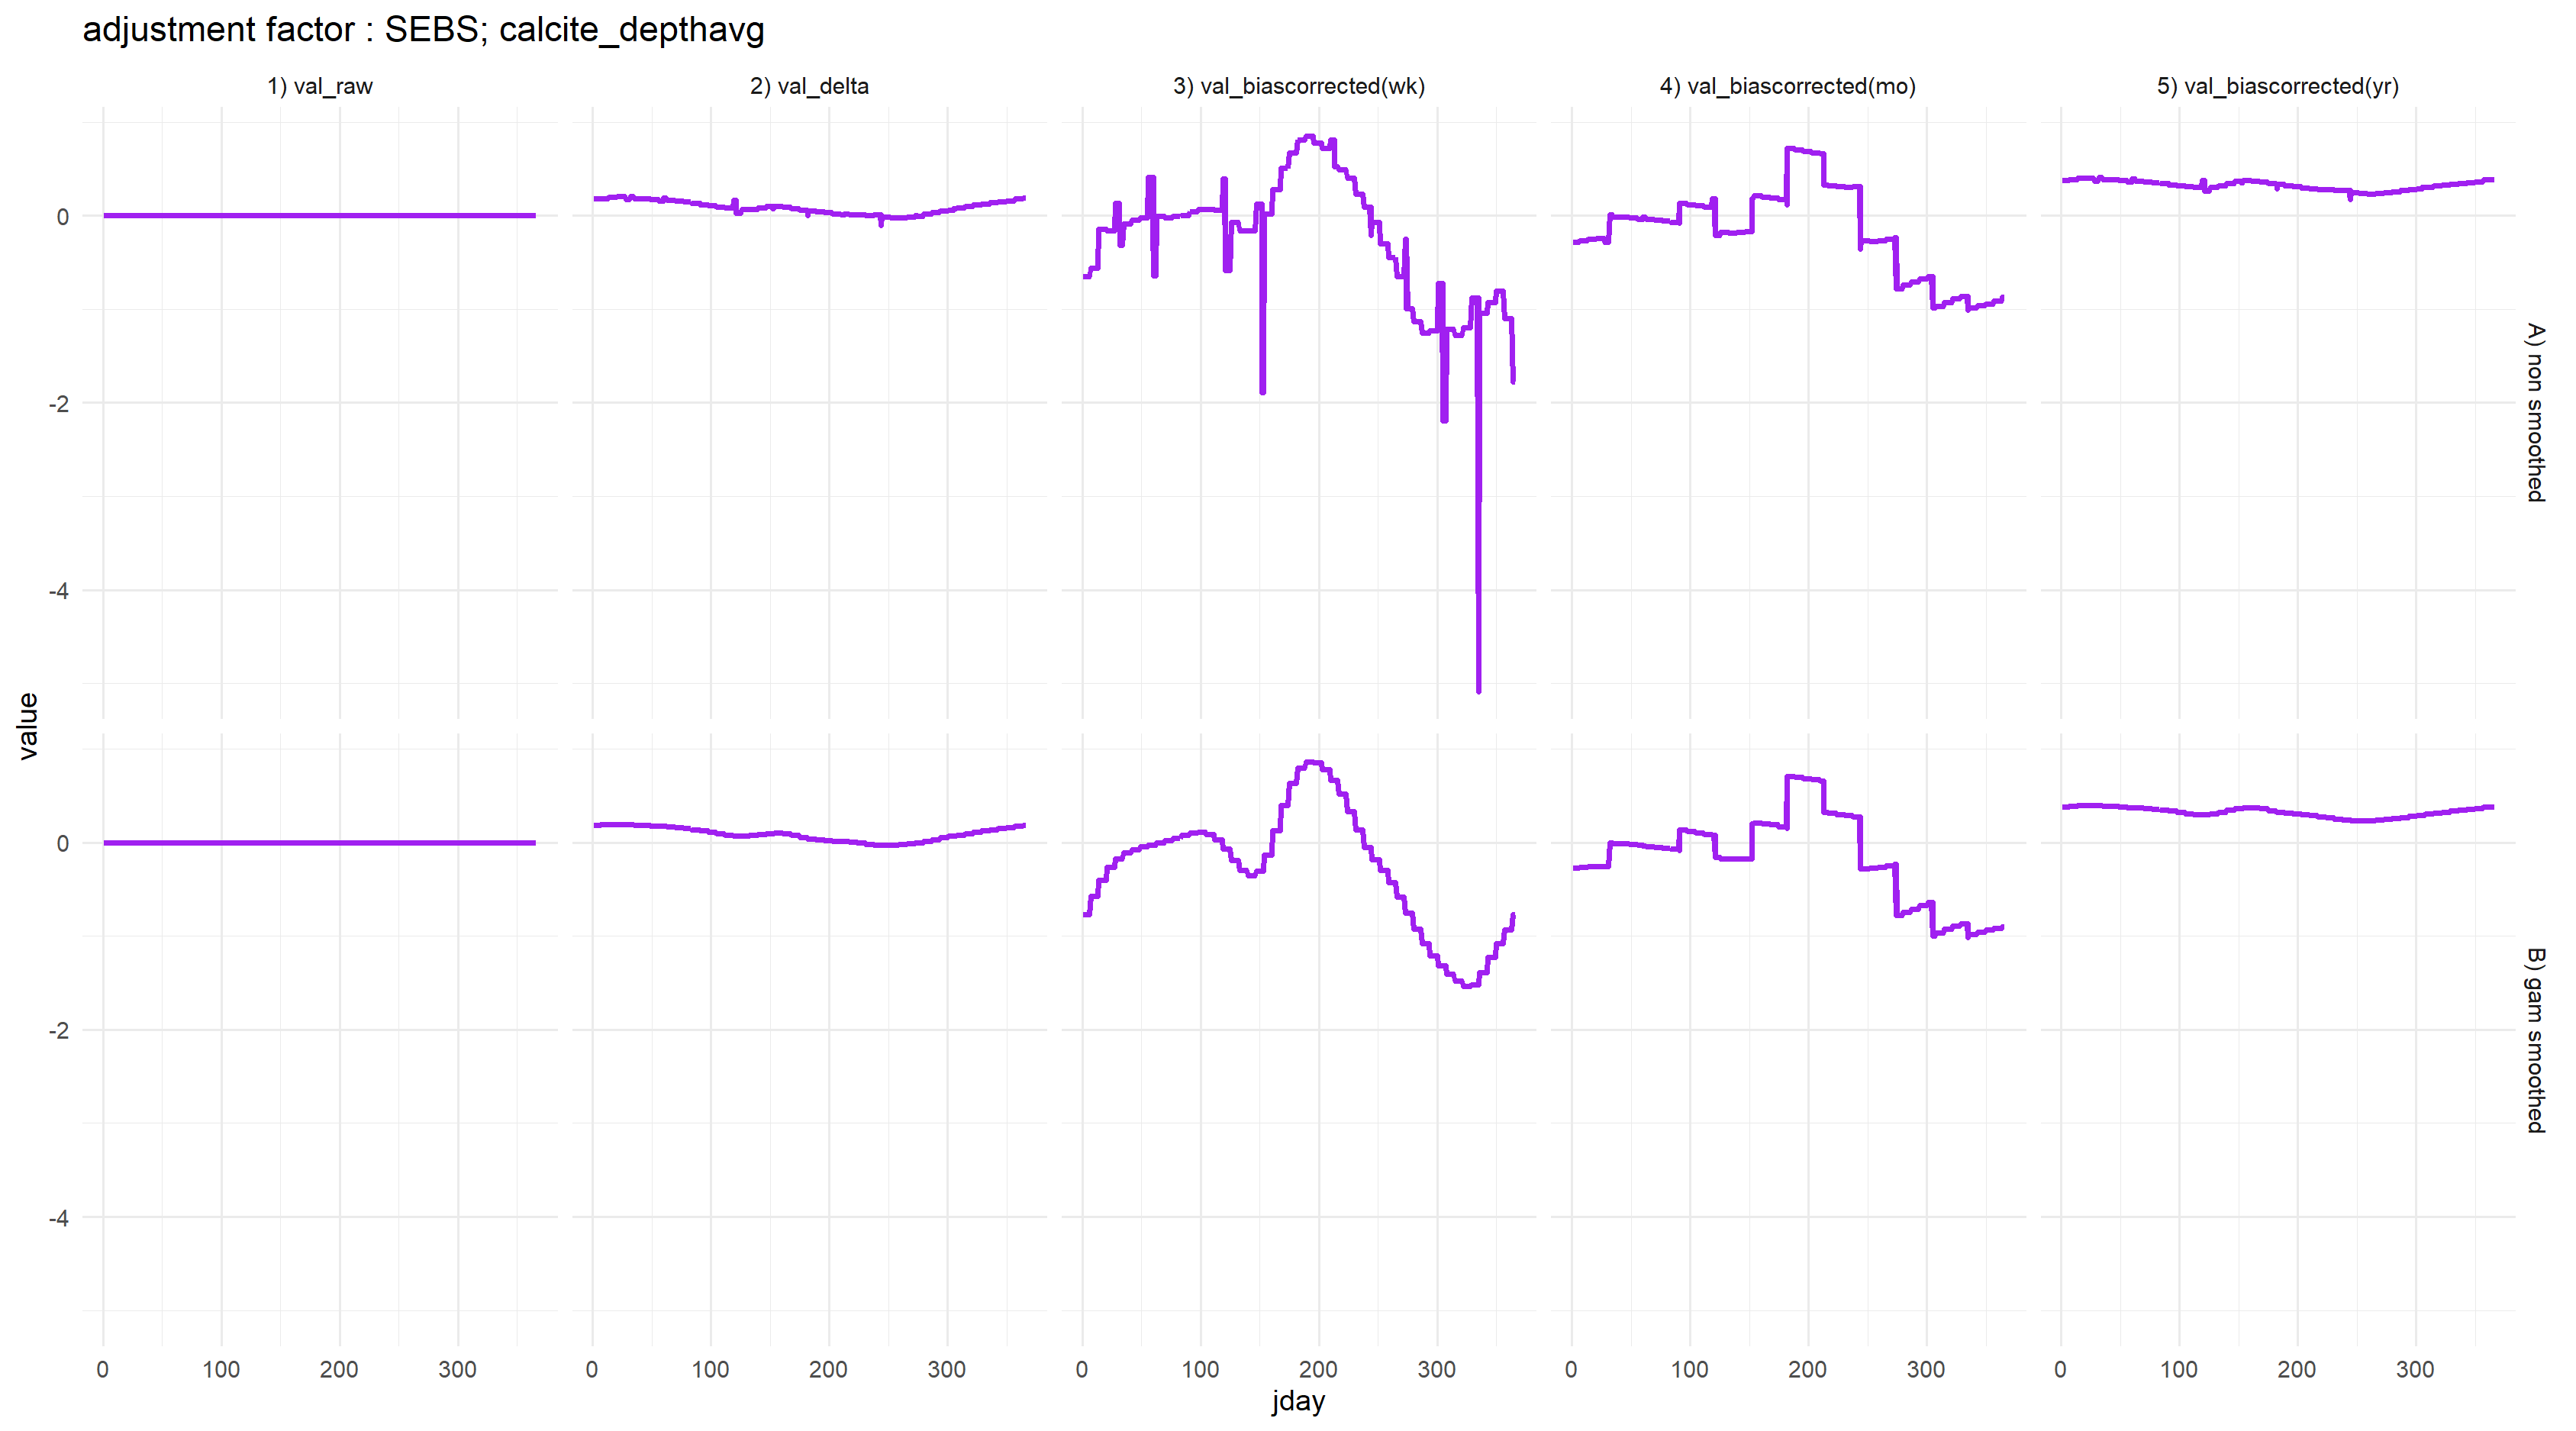 adjustment factor : SEBS; calcite_depthavg
1) val_raw
2) val_delta
3) val_biascorrected(wk)
4) val_biascorrected(mo)
5) val_biascorrected(yr)
0
-2
-4
A) non smoothed
value
0
-2
-4
B) gam smoothed
0 100 200 300
0 100 200 300
0 100 200 300
0 100 200 300
0 100 200 300
jday